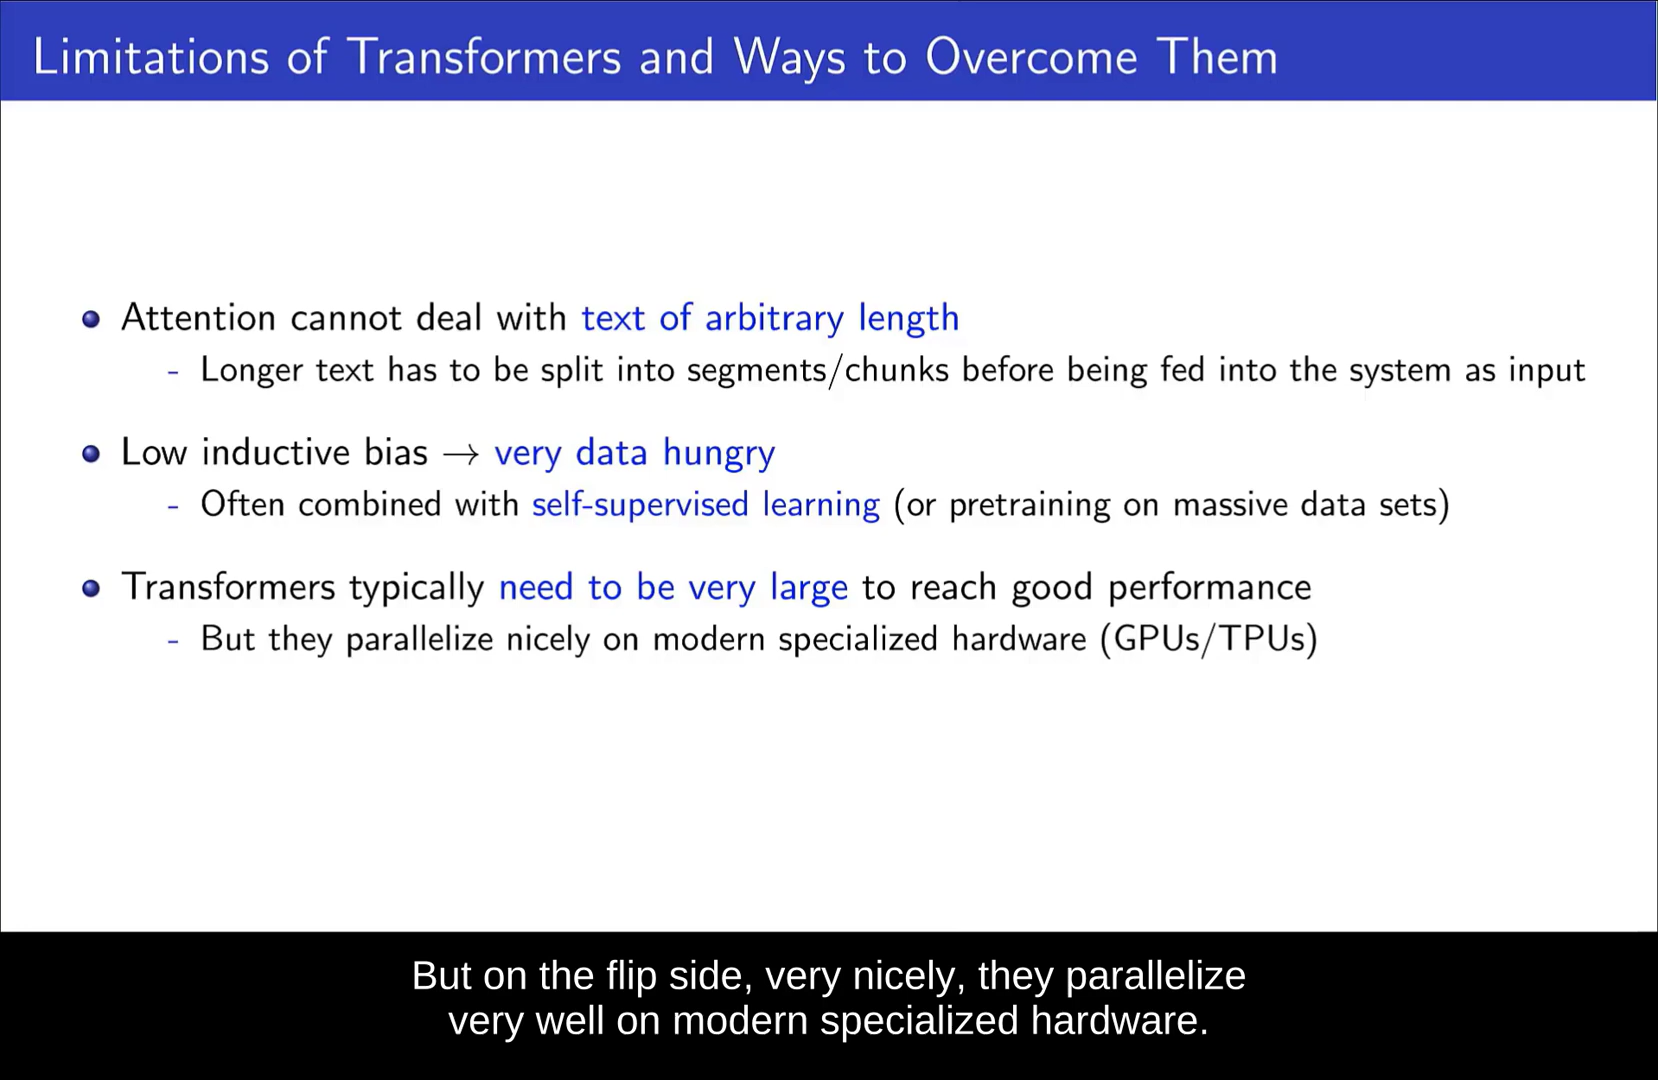 Limitations of Transformers and Ways to Overcome Them
Attention cannot deal with text of arbitrary length
- Longer text has to be split into segments/chunks before being fed into the system as input
Low inductive bias → very data hungry
- Often combined with self-supervised learning (or pretraining on massive data sets)
Transformers typically need to be very large to reach good performance
- But they parallelize nicely on modern specialized hardware (GPUs/TPUs)
But on the flip side, very nicely, they parallelize
very well on modern specialized hardware.